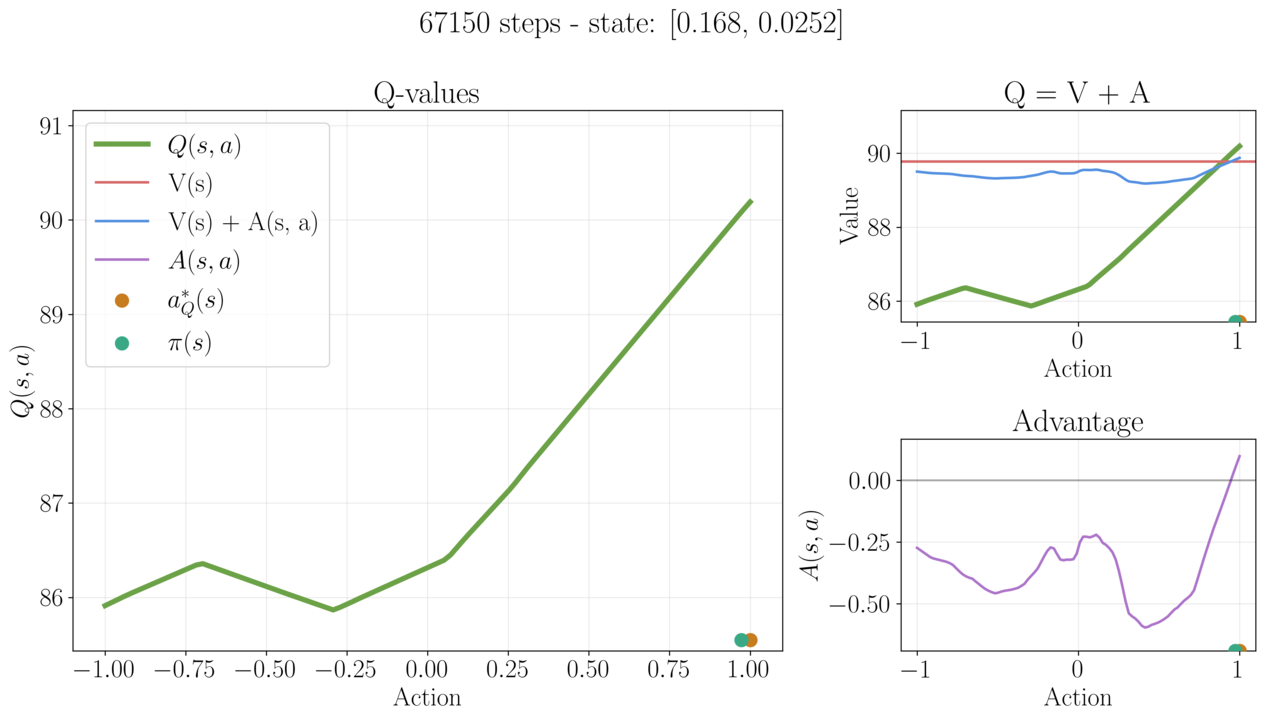 67150 steps - state: [0.168, 0.0252]
Q-values
Q(s, a)
91
90
89
88
87
86
−1.00 −0.75 −0.50 −0.25 0.00 0.25 0.50 0.75 1.00
Action
Q(s, a)
V(s)
V(s) + A(s, a)
A(s, a)
a*_Q(s)
π(s)
Q = V + A
Value
90
88
86
−1 0 1
Action
Advantage
A(s, a)
0.00
−0.25
−0.50
−1 0 1
Action